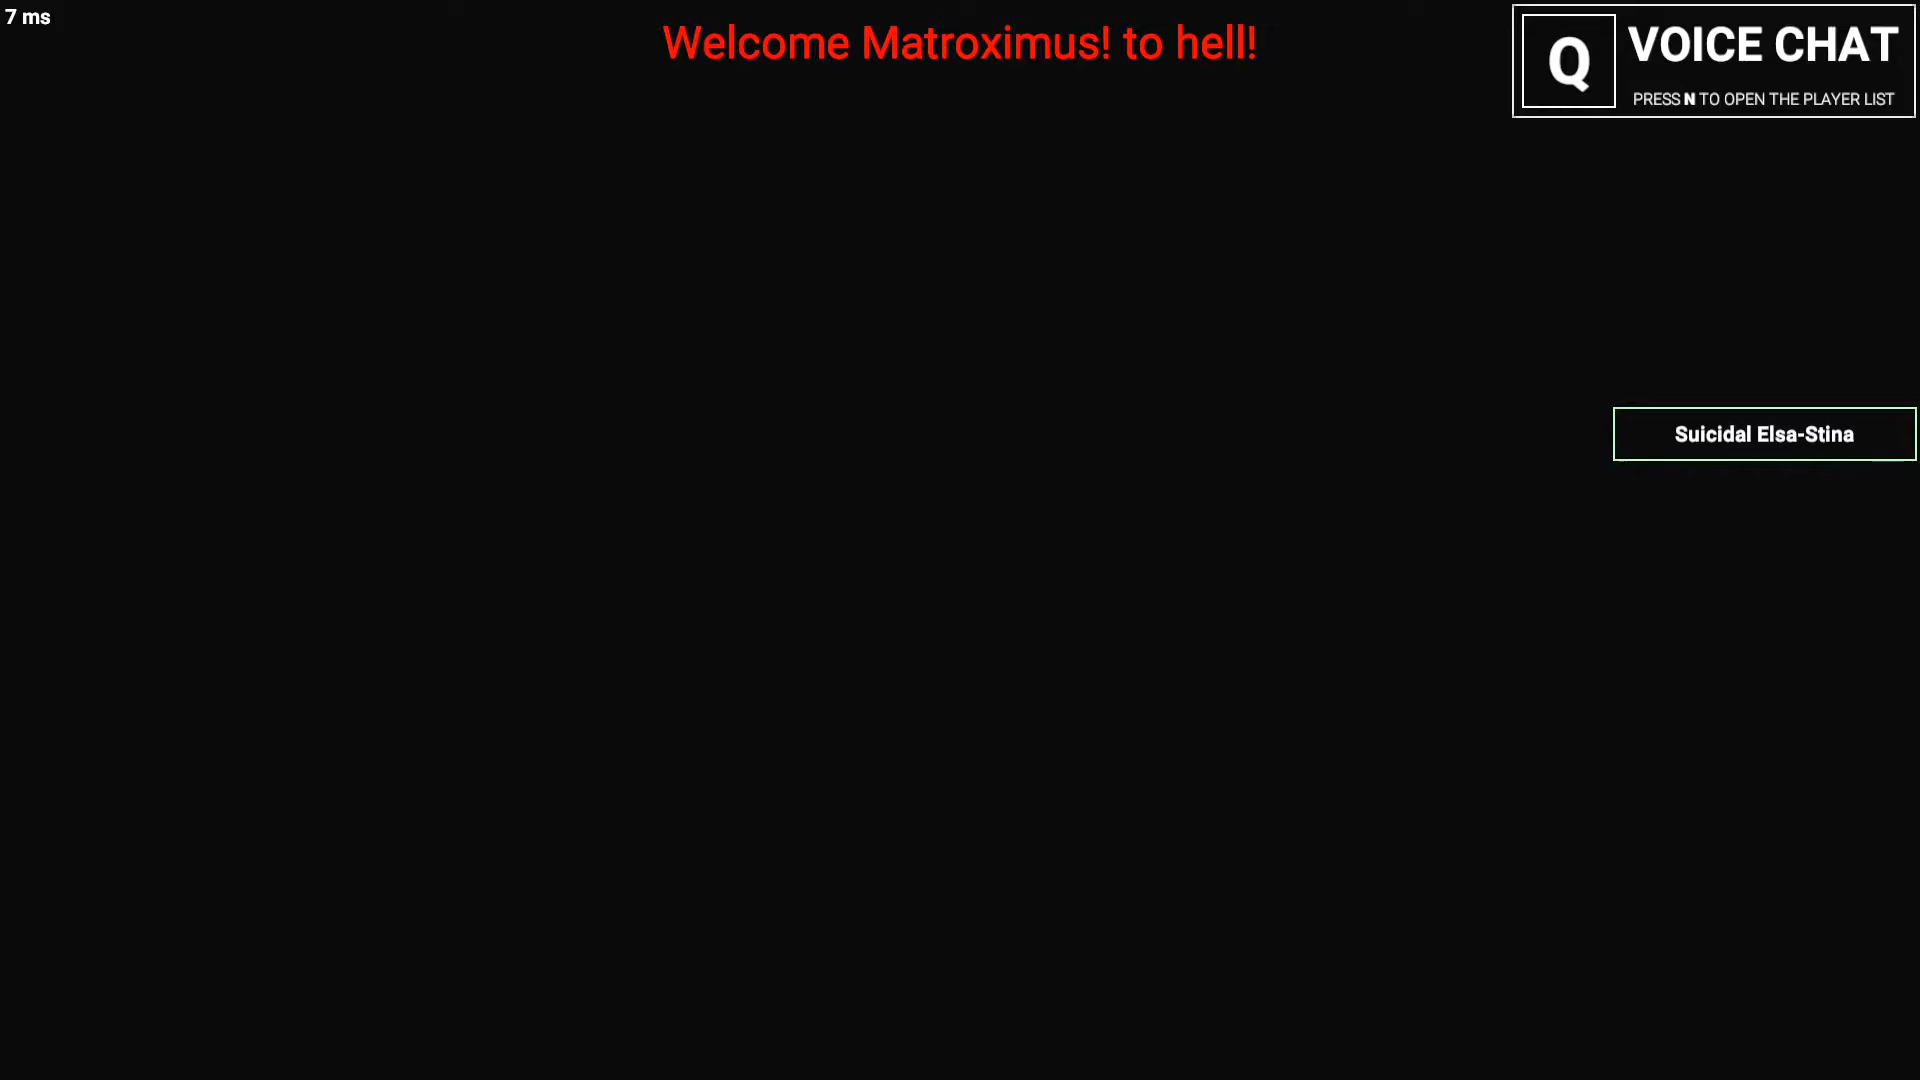 7 ms
Welcome Matroximus! to hell!
Q
VOICE CHAT
PRESS N TO OPEN THE PLAYER LIST
Suicidal Elsa-Stina